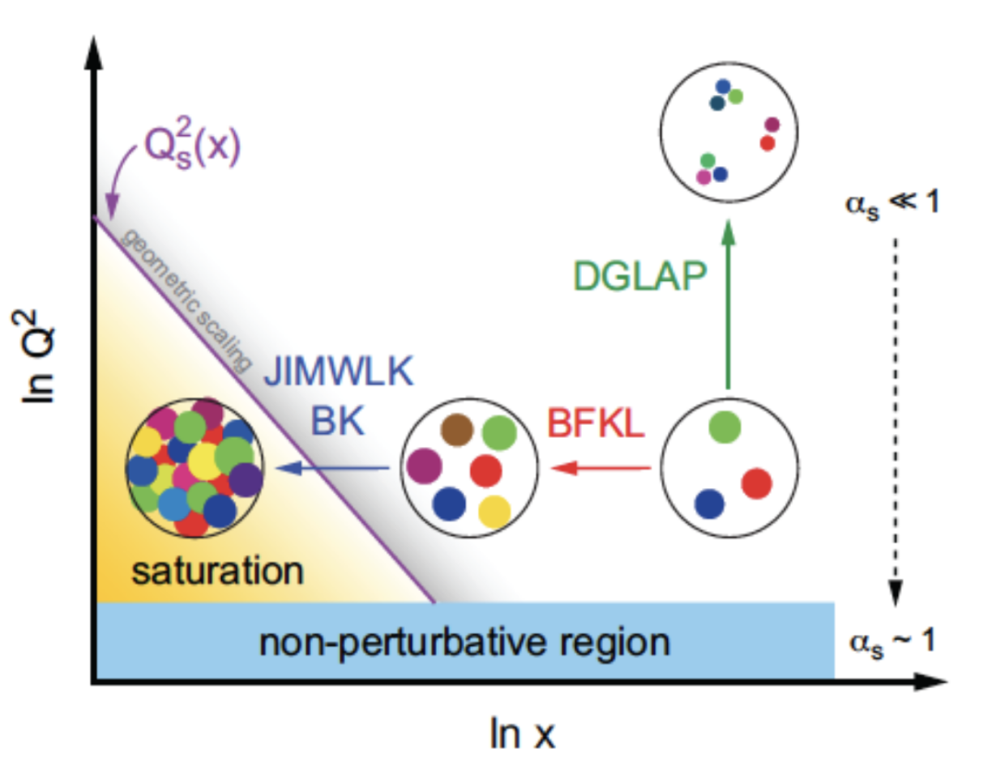 Q²ₛ(x)
geometric scaling
αₛ ≪ 1
DGLAP
ln Q²
JIMWLK
BK
BFKL
saturation
non-perturbative region
αₛ ~ 1
ln x